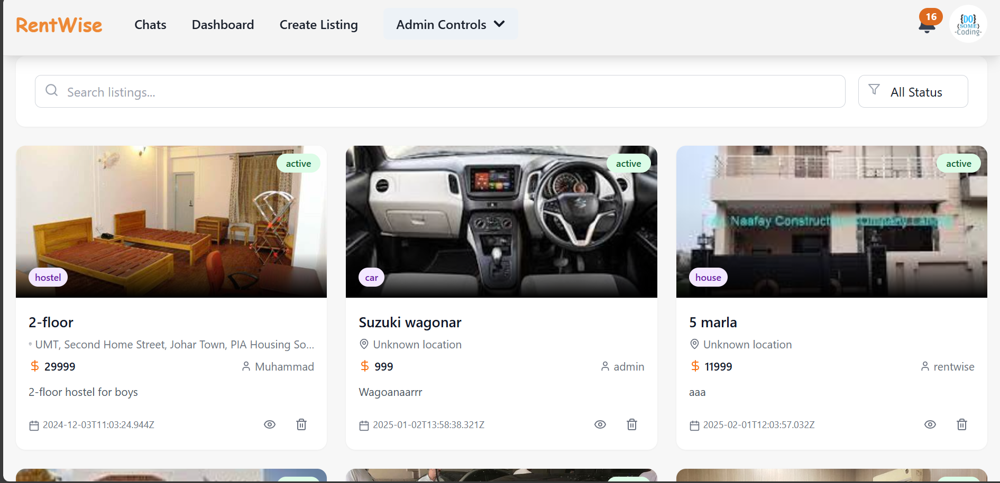 RentWise
Chats
Dashboard
Create Listing
Admin Controls
16
{DO}
{SOME}
-Coding-
Search listings...
All Status
active
hostel
2-floor
UMT, Second Home Street, Johar Town, PIA Housing So...
$ 29999
Muhammad
2-floor hostel for boys
2024-12-03T11:03:24.944Z
active
car
Suzuki wagonar
Unknown location
$ 999
admin
Wagoanaarrr
2025-01-02T13:58:38.321Z
active
Naafay Construct Company
house
5 marla
Unknown location
$ 11999
rentwise
aaa
2025-02-01T12:03:57.032Z